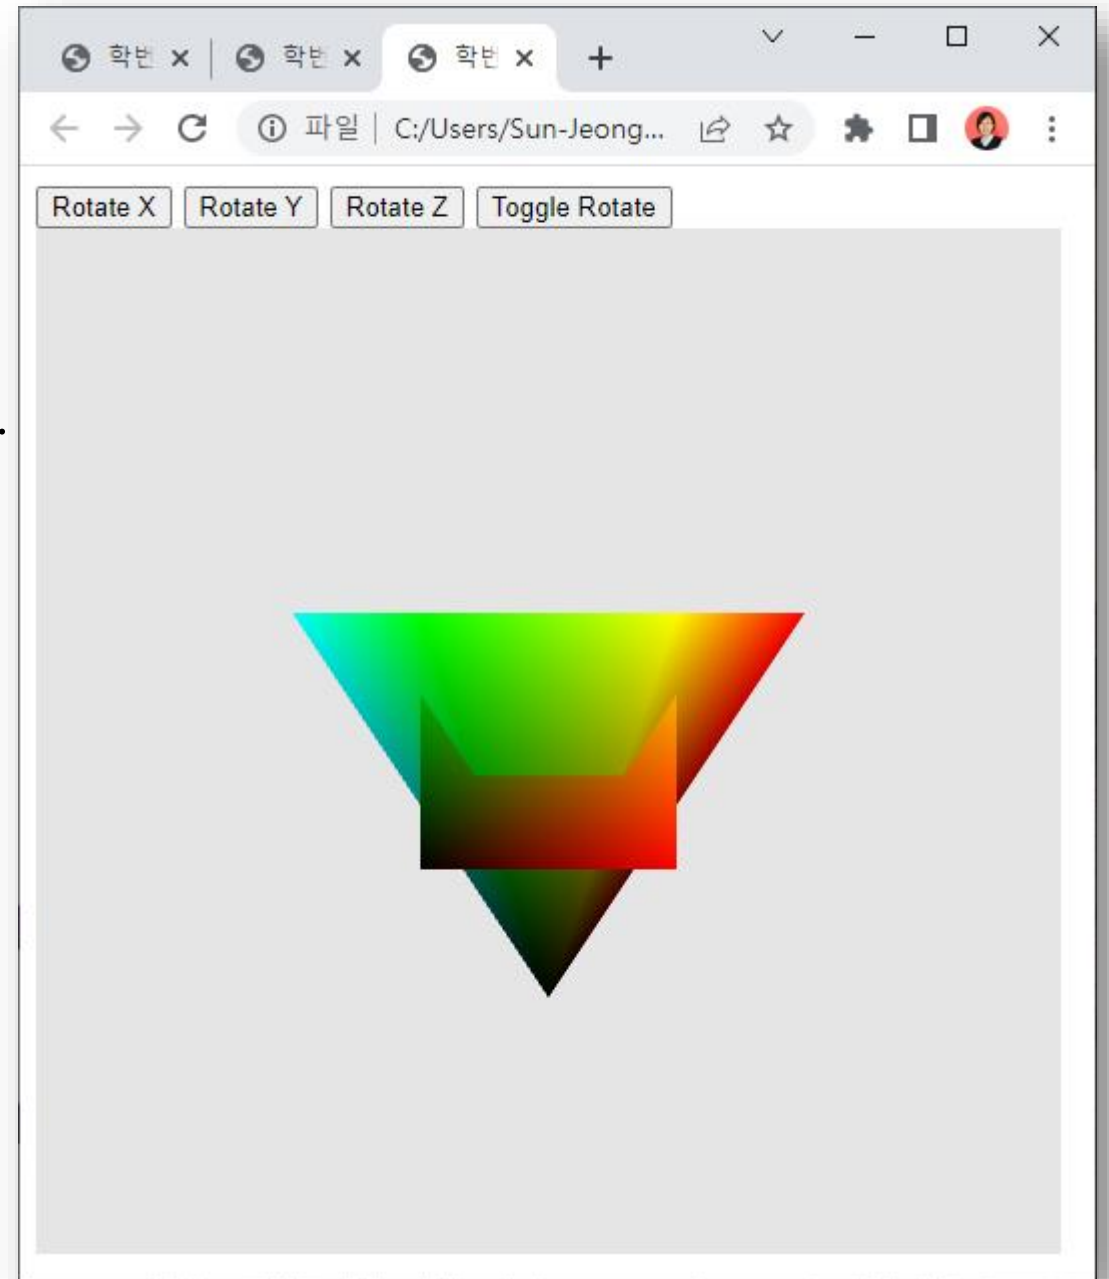 학번 학번 학번
파일 C:/Users/Sun-Jeong...
Rotate X Rotate Y Rotate Z Toggle Rotate